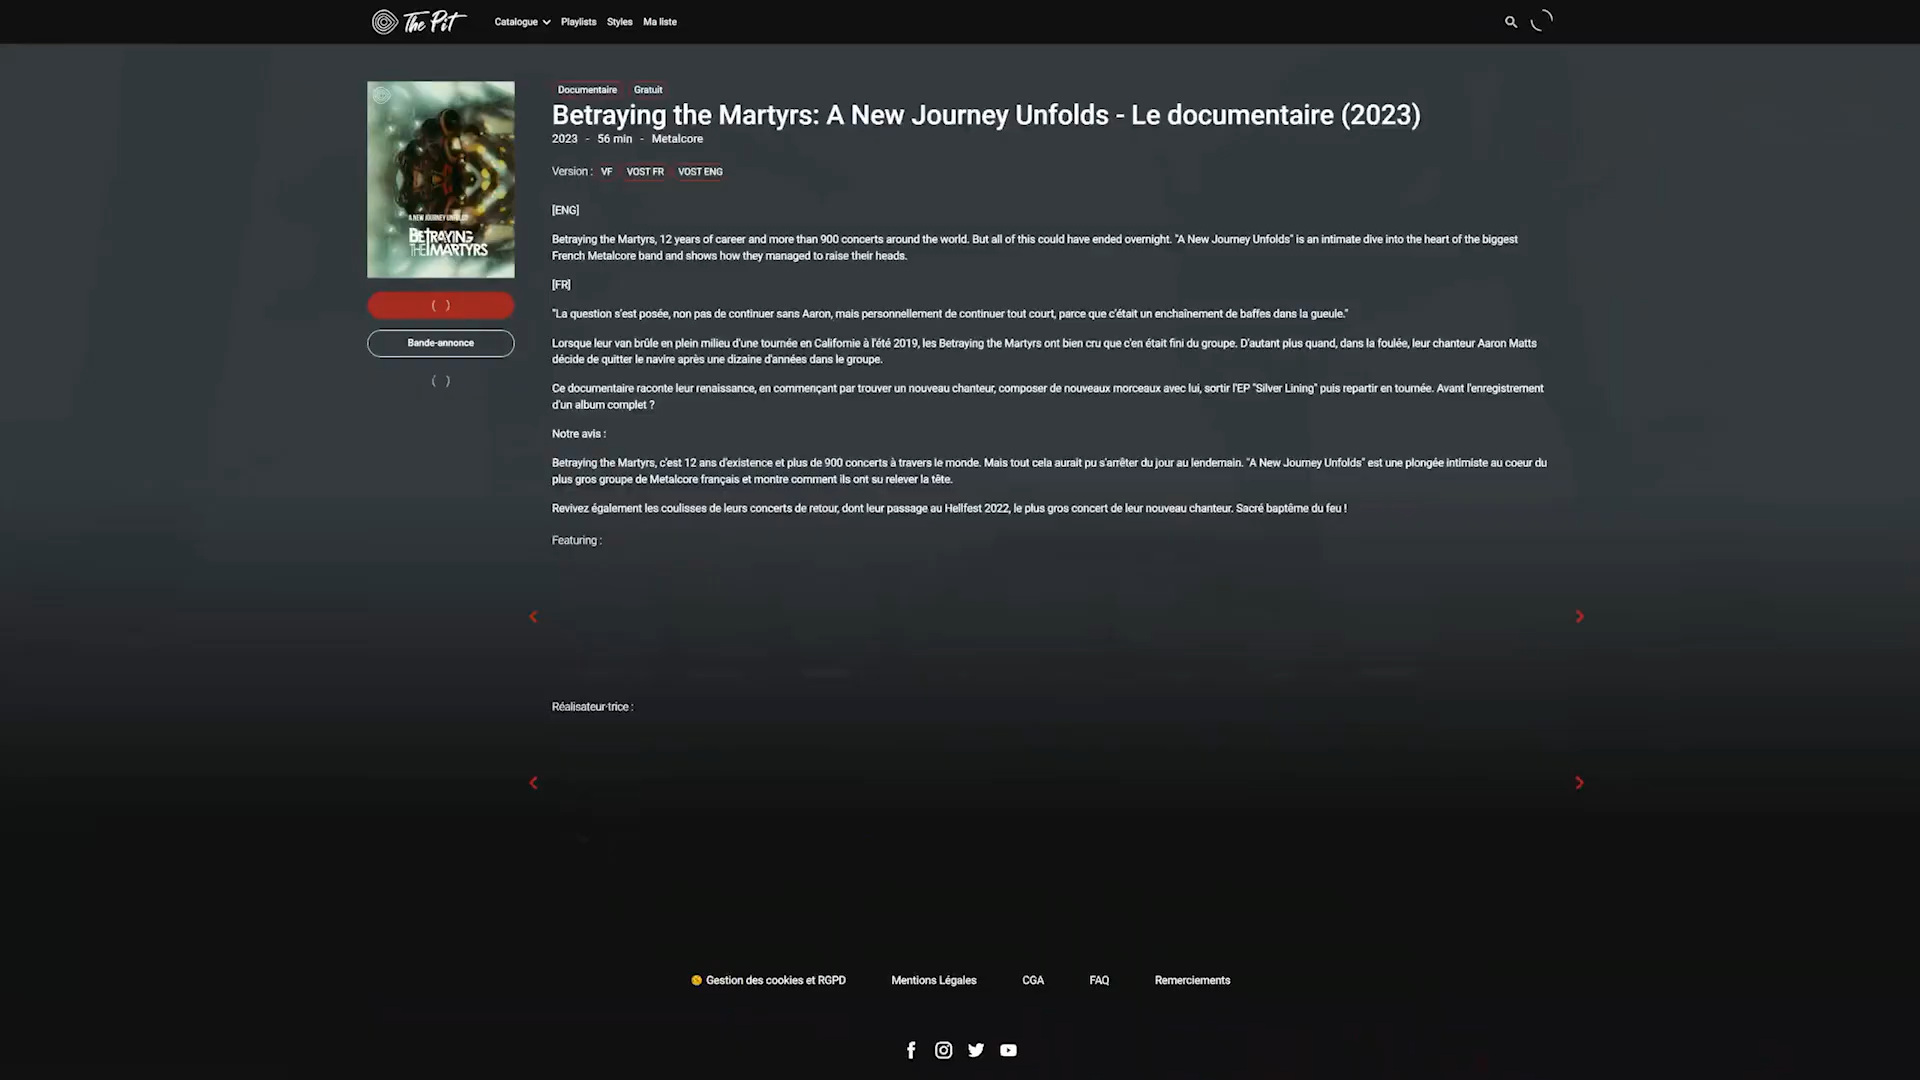 The Pit
Catalogue
Playlists
Styles
Ma liste
Documentaire
Gratuit
Betraying the Martyrs: A New Journey Unfolds - Le documentaire (2023)
2023 - 56 min - Metalcore
Version : VF VOST FR VOST ENG
[ENG]
Betraying the Martyrs, 12 years of career and more than 900 concerts around the world. But all of this could have ended overnight. "A New Journey Unfolds" is an intimate dive into the heart of the biggest
French Metalcore band and shows how they managed to raise their heads.
[FR]
"La question s'est posée, non pas de continuer sans Aaron, mais personnellement de continuer tout court, parce que c'était un enchaînement de baffes dans la gueule."
Lorsque leur van brûle en plein milieu d'une tournée en Californie à l'été 2019, les Betraying the Martyrs ont bien cru que c'en était fini du groupe. D'autant plus quand, dans la foulée, leur chanteur Aaron Matts
décide de quitter le navire après une dizaine d'années dans le groupe.
Ce documentaire raconte leur renaissance, en commençant par trouver un nouveau chanteur, composer de nouveaux morceaux avec lui, sortir l'EP "Silver Lining" puis repartir en tournée. Avant l'enregistrement
d'un album complet ?
Notre avis :
Betraying the Martyrs, c'est 12 ans d'existence et plus de 900 concerts à travers le monde. Mais tout cela aurait pu s'arrêter du jour au lendemain. "A New Journey Unfolds" est une plongée intimiste au coeur du
plus gros groupe de Metalcore français et montre comment ils ont su relever la tête.
Revivez également les coulisses de leurs concerts de retour, dont leur passage au Hellfest 2022, le plus gros concert de leur nouveau chanteur. Sacré baptême du feu !
Featuring :
Réalisateur·trice :
A NEW JOURNEY UNFOLDS
BETRAYING
THE MARTYRS
Bande-annonce
Gestion des cookies et RGPD
Mentions Légales
CGA
FAQ
Remerciements